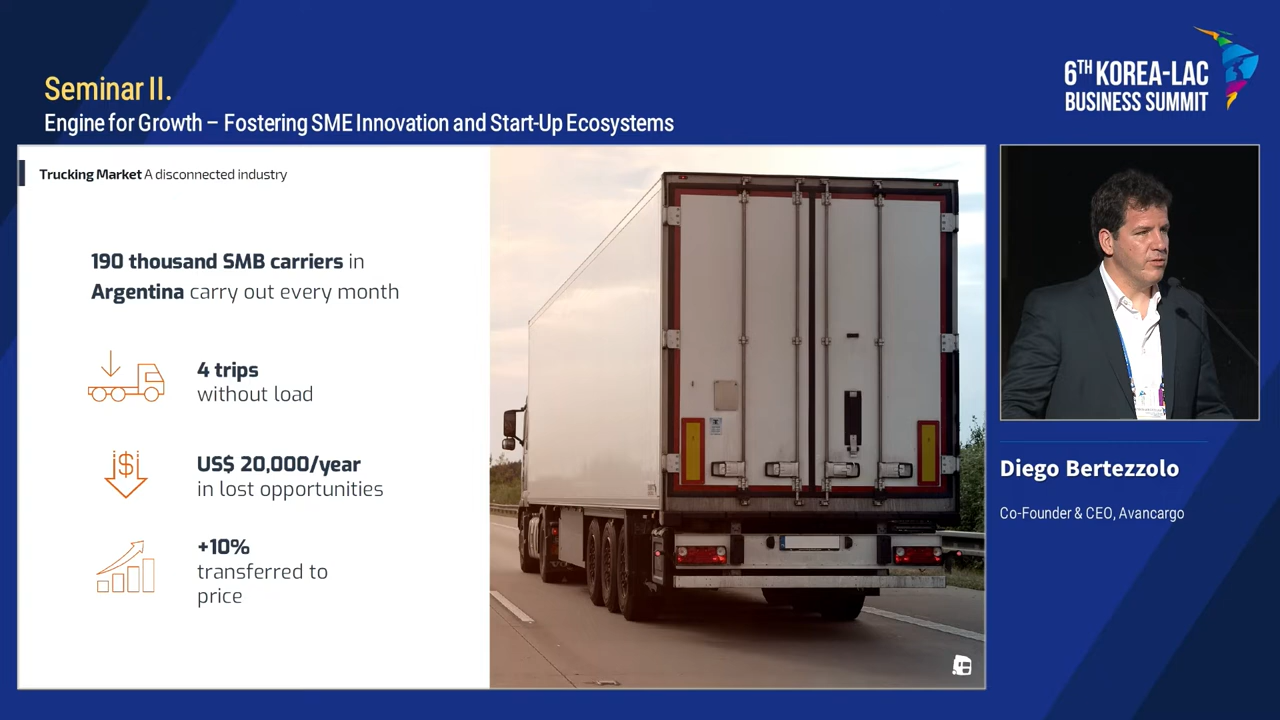 Seminar II.
Engine for Growth – Fostering SME Innovation and Start-Up Ecosystems
6TH KOREA-LAC
BUSINESS SUMMIT
Trucking Market A disconnected industry
190 thousand SMB carriers in
Argentina carry out every month
4 trips
without load
US$ 20,000/year
in lost opportunities
+10%
transferred to
price
Diego Bertezzolo
Co-Founder & CEO, Avancargo